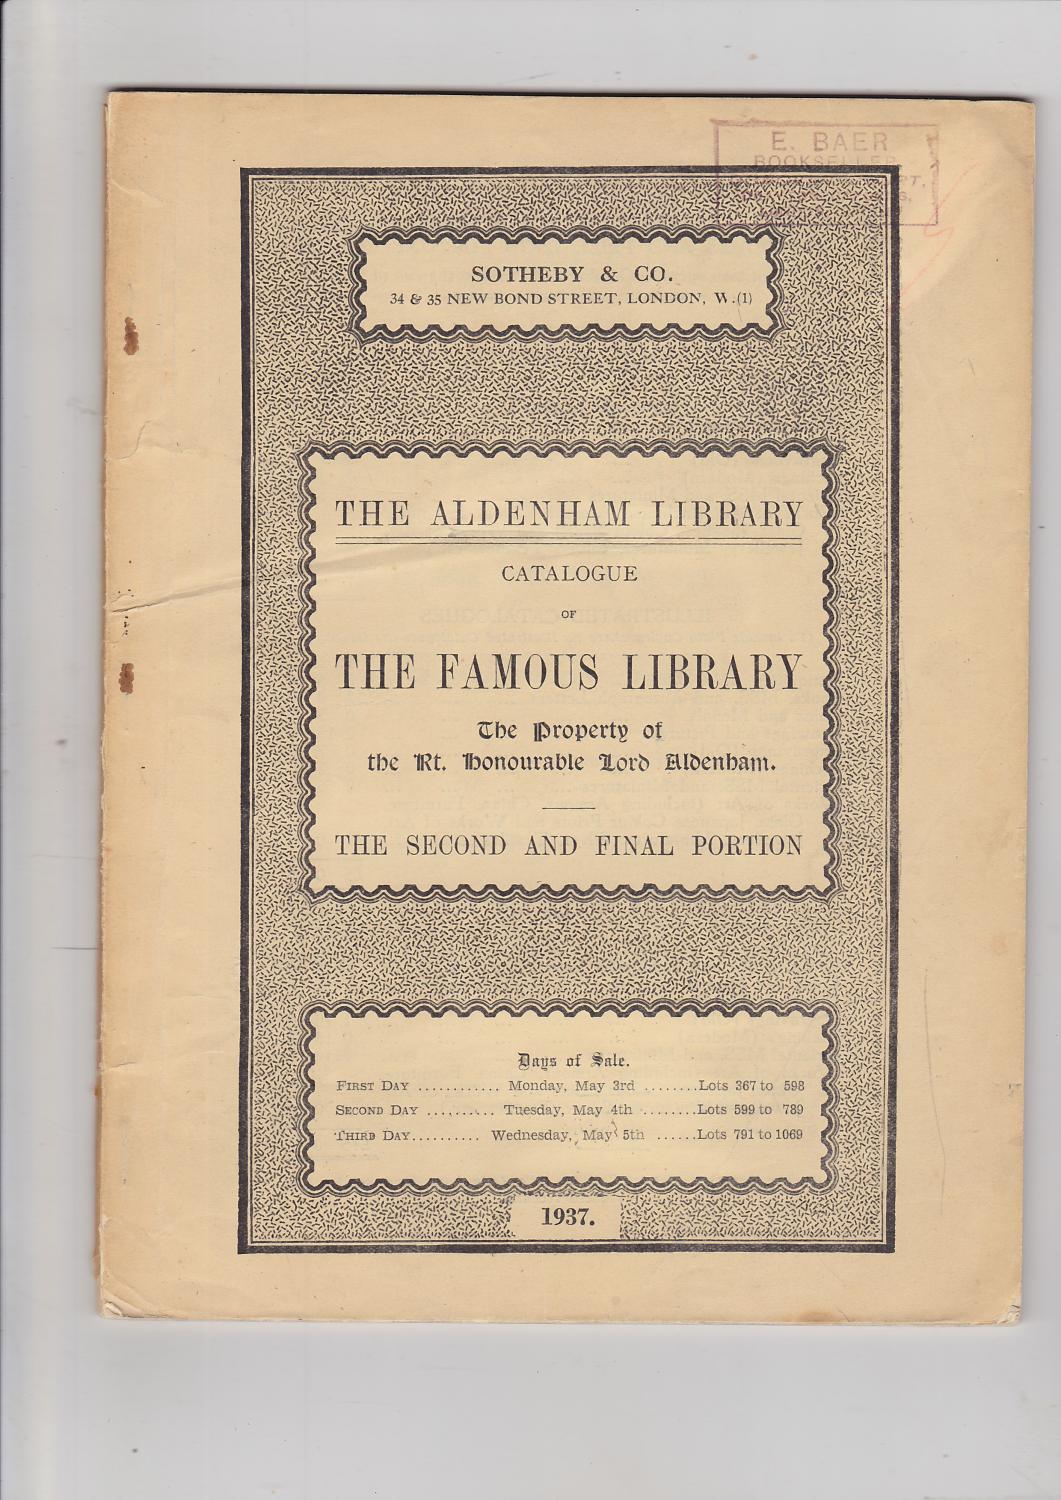 E. BAER
BOOKSELLER
SOTHEBY & CO.
34 & 35 NEW BOND STREET, LONDON, W.(1)
THE ALDENHAM LIBRARY
CATALOGUE
OF
THE FAMOUS LIBRARY
The Property of
the Rt. Honourable Lord Aldenham.
THE SECOND AND FINAL PORTION
Days of Sale.
FIRST DAY ............ Monday, May 3rd ........Lots 367 to 598
SECOND DAY .......... Tuesday, May 4th ........Lots 599 to 789
THIRD DAY.......... Wednesday, May 5th ......Lots 791 to 1069
1937.